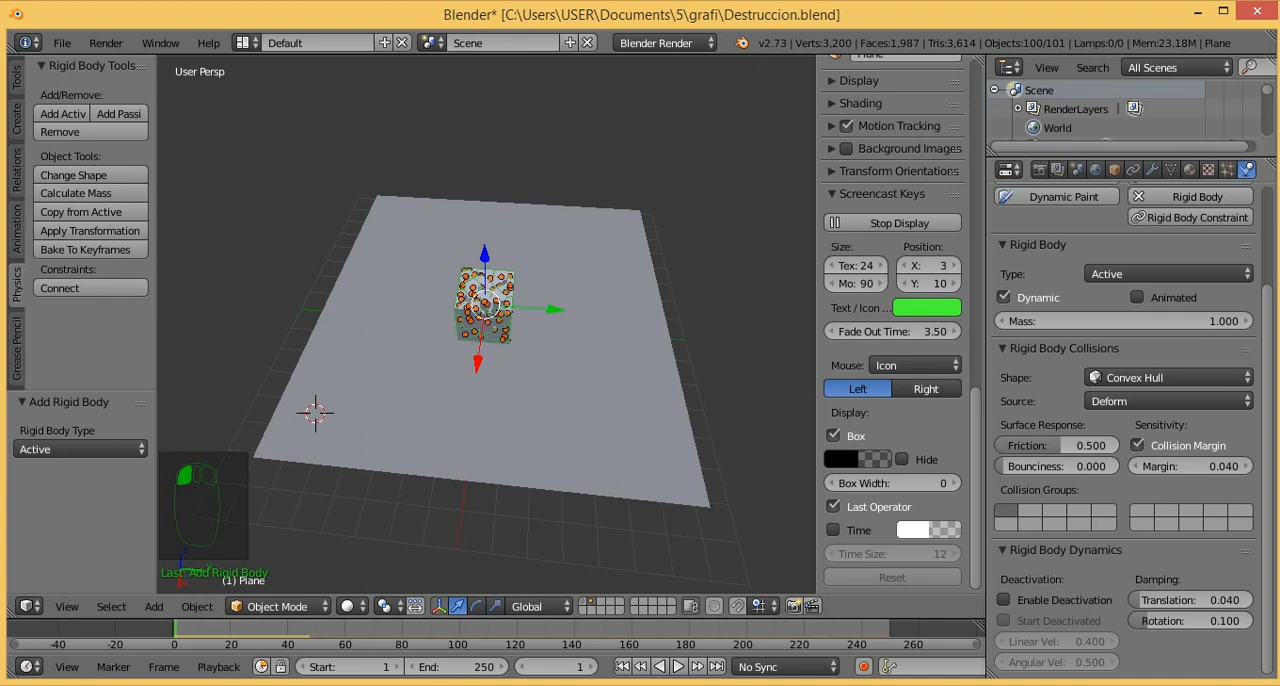 Blender* [C:\Users\USER\Documents\5\grafi\Destruccion.blend]
File Render Window Help Default Scene Blender Render v2.73 | Verts:3,200 | Faces:1,987 | Tris:3,614 | Objects:100/101 | Lamps:0/0 | Mem:23.18M | Plane
Tools
Create
Relations
Animation
Physics
Grease Pencil
Rigid Body Tools
Add/Remove:
Add Activ Add Passi
Remove
Object Tools:
Change Shape
Calculate Mass
Copy from Active
Apply Transformation
Bake To Keyframes
Constraints:
Connect
Add Rigid Body
Rigid Body Type
Active
User Persp
Last: Add Rigid Body
(1) Plane
Display
Shading
Motion Tracking
Background Images
Transform Orientations
Screencast Keys
Stop Display
Size: Position:
Tex: 24 X: 3
Mo: 90 Y: 10
Text / Icon ...
Fade Out Time: 3.50
Mouse: Icon
Left Right
Display:
Box
Hide
Box Width: 0
Last Operator
Time
Time Size: 12
Reset
View Search All Scenes
Scene
RenderLayers |
World
Dynamic Paint Rigid Body
Rigid Body Constraint
Rigid Body
Type: Active
Dynamic Animated
Mass: 1.000
Rigid Body Collisions
Shape: Convex Hull
Source: Deform
Surface Response: Sensitivity:
Friction: 0.500 Collision Margin
Bounciness: 0.000 Margin: 0.040
Collision Groups:
Rigid Body Dynamics
Deactivation: Damping:
Enable Deactivation Translation: 0.040
Start Deactivated Rotation: 0.100
Linear Vel: 0.400
Angular Vel: 0.500
View Select Add Object Object Mode Global
-40 -20 0 20 40 60 80 100 120 140 160 180 200 220 240 260
View Marker Frame Playback Start: 1 End: 250 1 No Sync